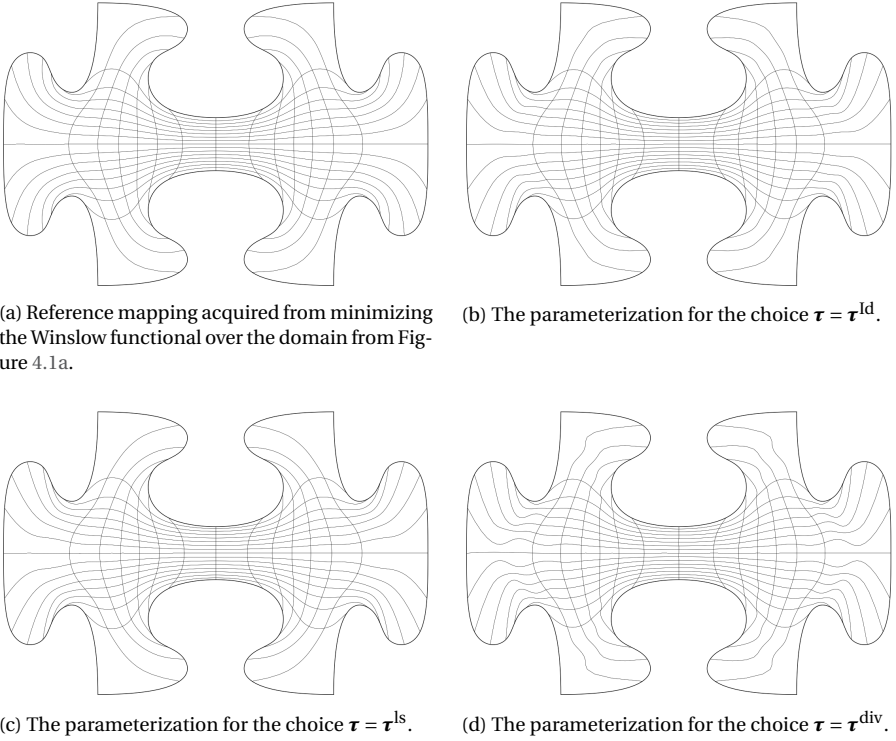 (a) Reference mapping acquired from minimizing
the Winslow functional over the domain from Fig-
ure 4.1a.
(b) The parameterization for the choice τ = τ^Id.
(c) The parameterization for the choice τ = τ^ls.
(d) The parameterization for the choice τ = τ^div.